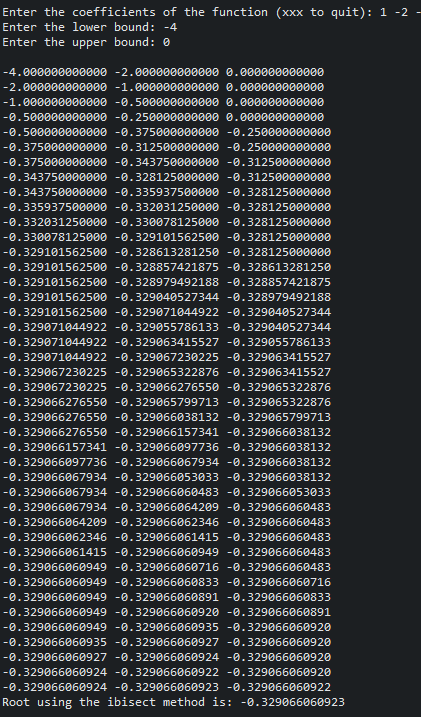 Enter the coefficients of the function (xxx to quit): 1 -2 -
Enter the lower bound: -4
Enter the upper bound: 0
-4.000000000000 -2.000000000000 0.000000000000
-2.000000000000 -1.000000000000 0.000000000000
-1.000000000000 -0.500000000000 0.000000000000
-0.500000000000 -0.250000000000 0.000000000000
-0.500000000000 -0.375000000000 -0.250000000000
-0.375000000000 -0.312500000000 -0.250000000000
-0.375000000000 -0.343750000000 -0.312500000000
-0.343750000000 -0.328125000000 -0.312500000000
-0.343750000000 -0.335937500000 -0.328125000000
-0.335937500000 -0.332031250000 -0.328125000000
-0.332031250000 -0.330078125000 -0.328125000000
-0.330078125000 -0.329101562500 -0.328125000000
-0.329101562500 -0.328613281250 -0.328125000000
-0.329101562500 -0.328857421875 -0.328613281250
-0.329101562500 -0.328979492188 -0.328857421875
-0.329101562500 -0.329040527344 -0.328979492188
-0.329101562500 -0.329071044922 -0.329040527344
-0.329071044922 -0.329055786133 -0.329040527344
-0.329071044922 -0.329063415527 -0.329055786133
-0.329071044922 -0.329067230225 -0.329063415527
-0.329067230225 -0.329065322876 -0.329063415527
-0.329067230225 -0.329066276550 -0.329065322876
-0.329066276550 -0.329065799713 -0.329065322876
-0.329066276550 -0.329066038132 -0.329065799713
-0.329066276550 -0.329066157341 -0.329066038132
-0.329066157341 -0.329066097736 -0.329066038132
-0.329066097736 -0.329066067934 -0.329066038132
-0.329066067934 -0.329066053033 -0.329066038132
-0.329066067934 -0.329066060483 -0.329066053033
-0.329066067934 -0.329066064209 -0.329066060483
-0.329066064209 -0.329066062346 -0.329066060483
-0.329066062346 -0.329066061415 -0.329066060483
-0.329066061415 -0.329066060949 -0.329066060483
-0.329066060949 -0.329066060716 -0.329066060483
-0.329066060949 -0.329066060833 -0.329066060716
-0.329066060949 -0.329066060891 -0.329066060833
-0.329066060949 -0.329066060920 -0.329066060891
-0.329066060949 -0.329066060935 -0.329066060920
-0.329066060935 -0.329066060927 -0.329066060920
-0.329066060927 -0.329066060924 -0.329066060920
-0.329066060924 -0.329066060922 -0.329066060920
-0.329066060924 -0.329066060923 -0.329066060922
Root using the ibisect method is: -0.329066060923